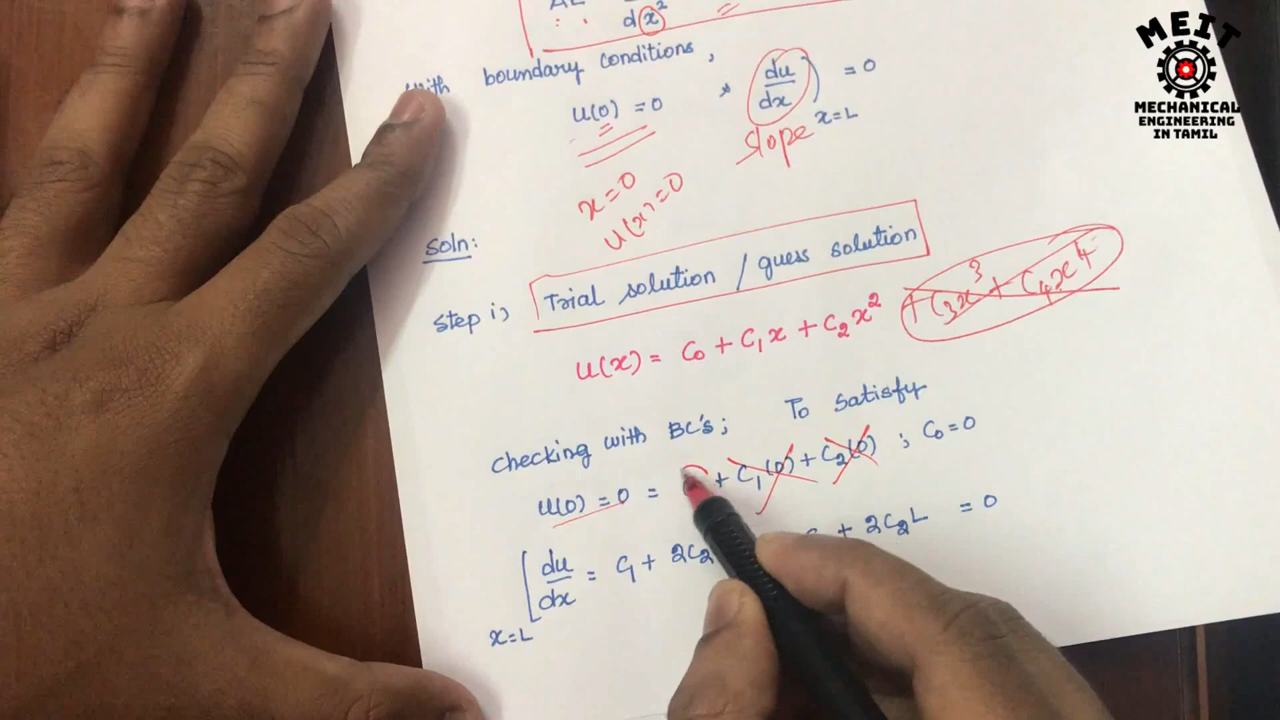 AE
d x²
with boundary conditions,
u(0) = 0 , du/dx) x=L = 0
slope
x=0
u(x)=0
Soln:
Step i, Trial solution / guess solution
u(x) = C₀ + C₁x + C₂x² + C₃x³ + C₄x⁴
checking with BC's; To satisfy
u(0) = 0 = + C₁(0) + C₂(0) ; C₀=0
[du/dx = C₁ + 2C₂ + 2C₂L = 0
x=L
MEIT
MECHANICAL
ENGINEERING
IN TAMIL